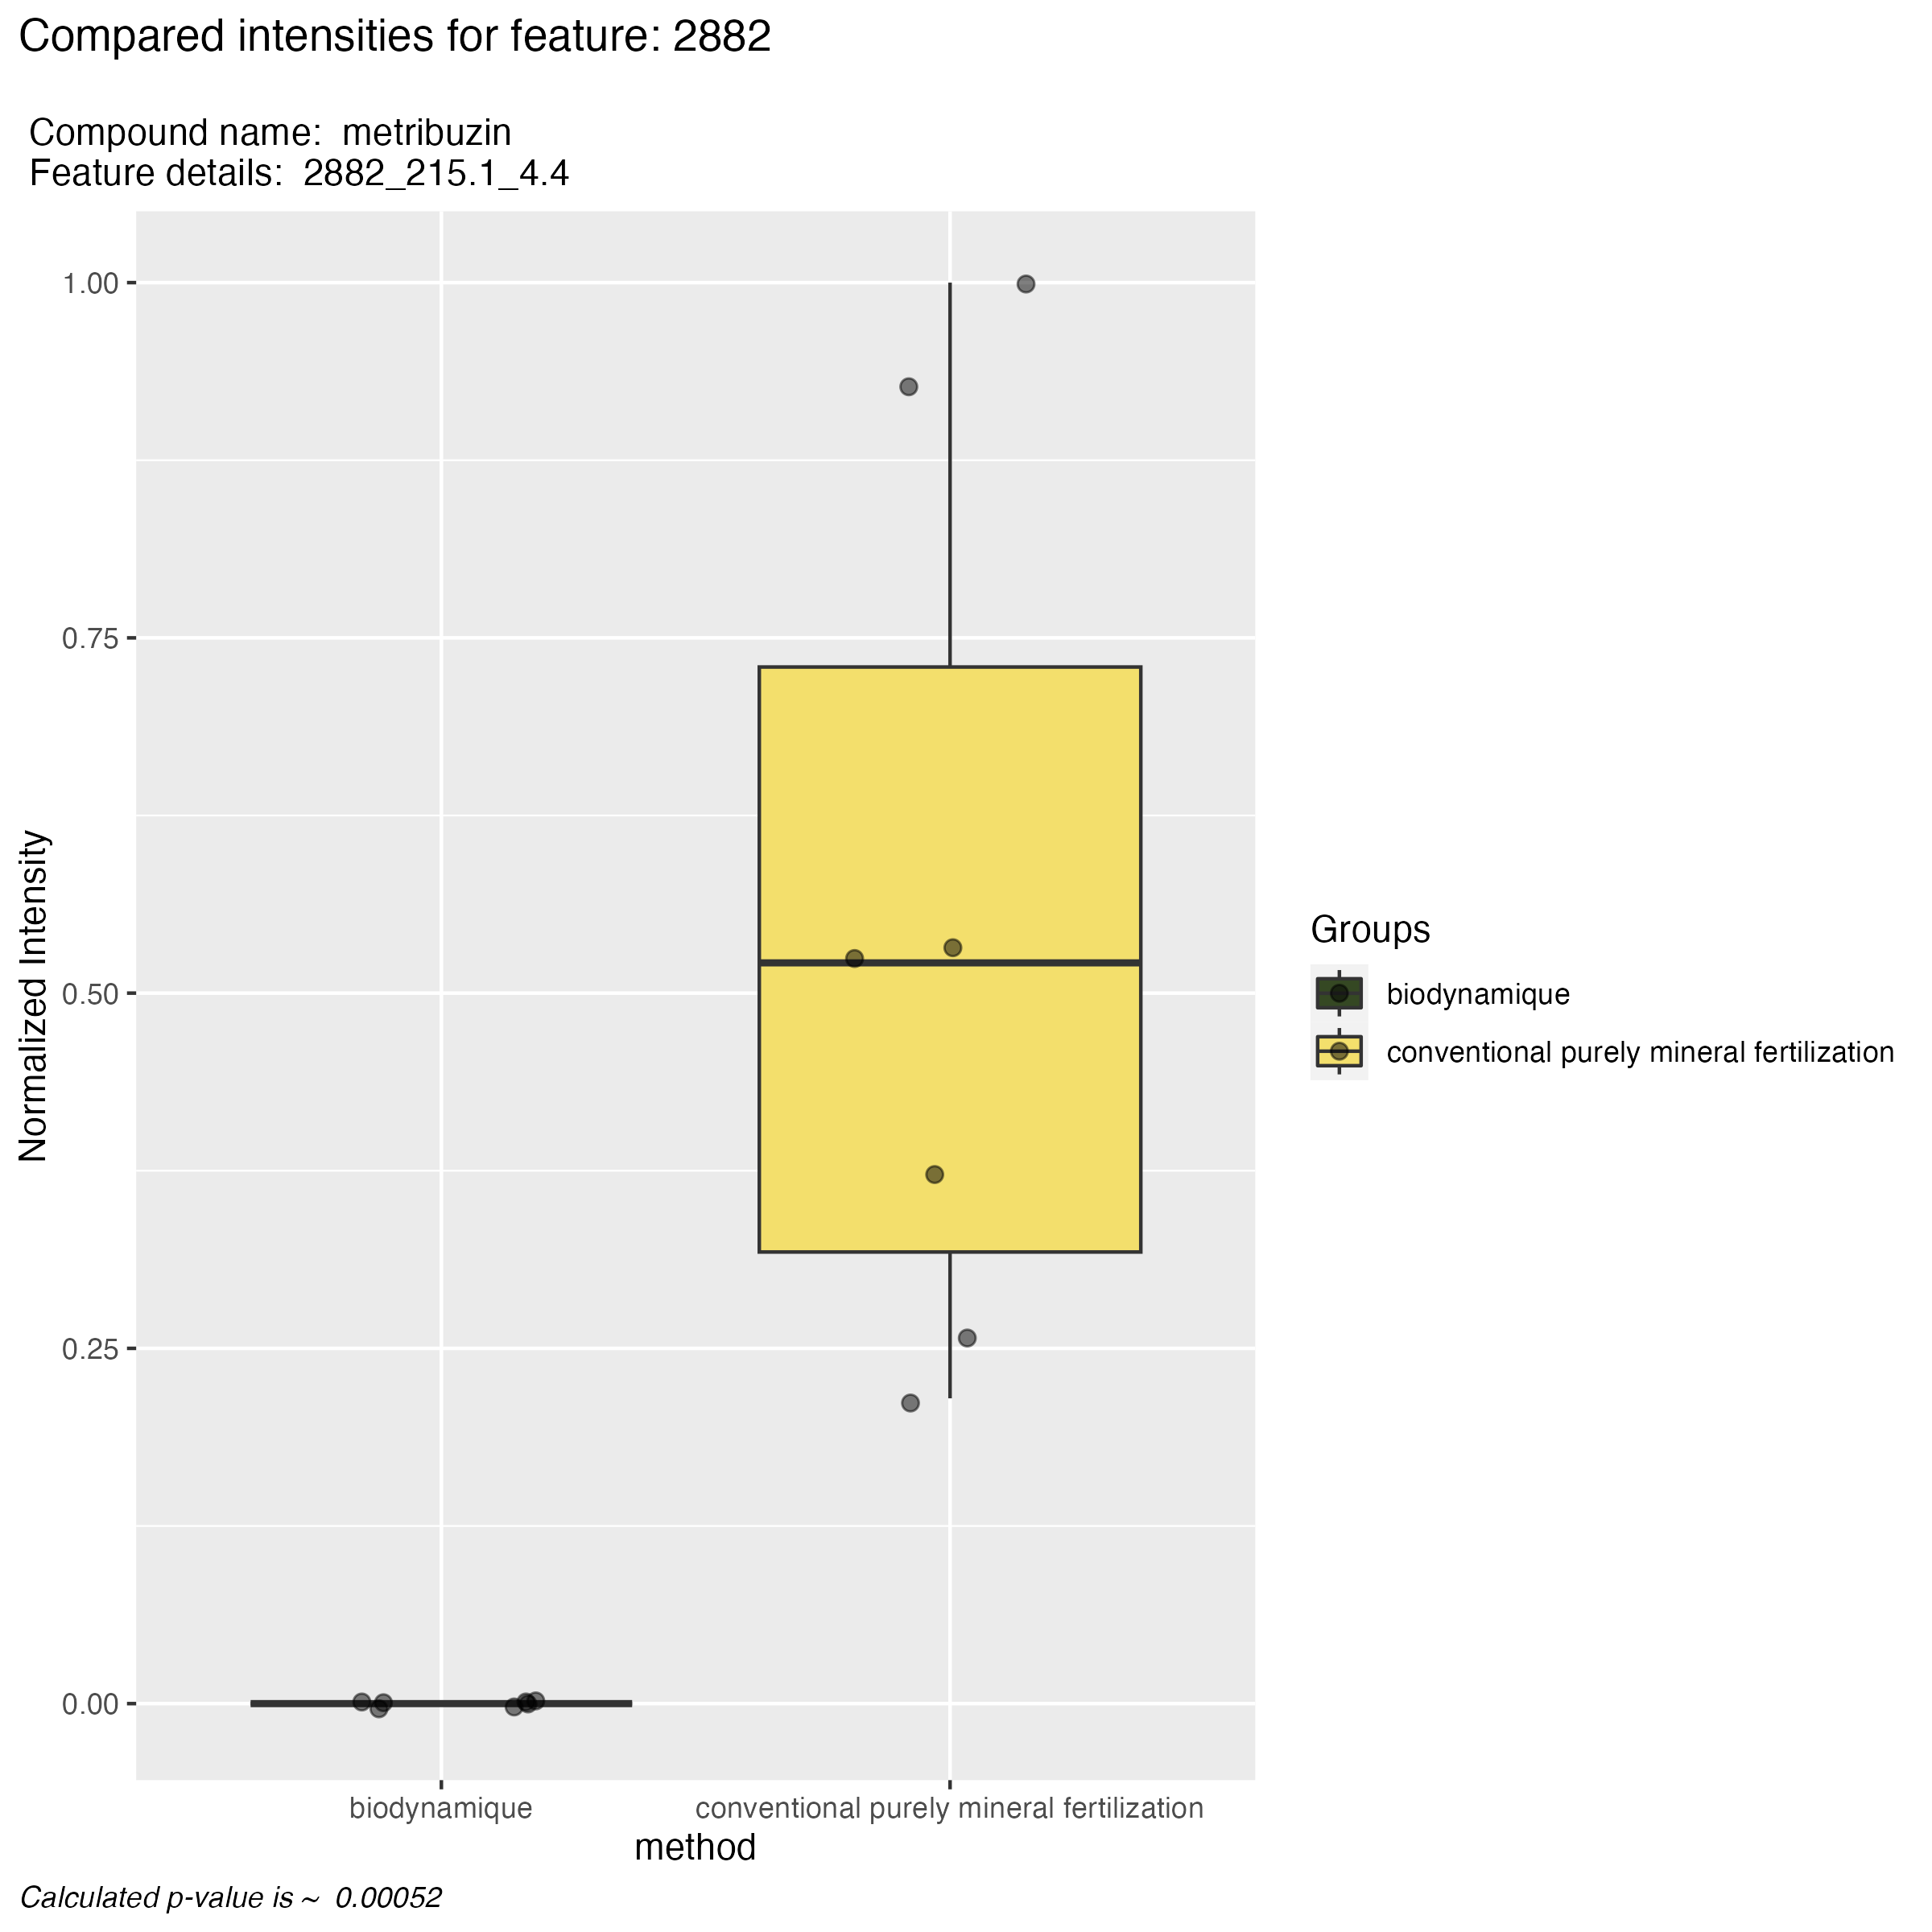 Compared intensities for feature: 2882
Compound name:  metribuzin
Feature details:  2882_215.1_4.4
1.00
0.75
0.50
0.25
0.00
Normalized Intensity
biodynamique
conventional purely mineral fertilization
method
Groups
biodynamique
conventional purely mineral fertilization
Calculated p-value is ~  0.00052